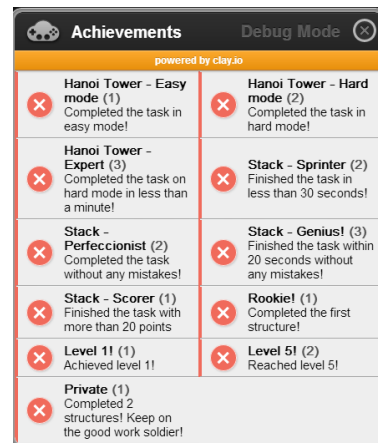 Achievements
Debug Mode
powered by clay.io
Hanoi Tower - Easy
mode (1)
Completed the task in
easy mode!
Hanoi Tower - Hard
mode (2)
Completed the task in
hard mode!
Hanoi Tower -
Expert (3)
Completed the task on
hard mode in less than
a minute!
Stack - Sprinter (2)
Finished the task in
less than 30 seconds!
Stack -
Perfeccionist (2)
Completed the task
without any mistakes!
Stack - Genius! (3)
Finished the task within
20 seconds without
any mistakes!
Stack - Scorer (1)
Finished the task with
more than 20 points
Rookie! (1)
Completed the first
structure!
Level 1! (1)
Achieved level 1!
Level 5! (2)
Reached level 5!
Private (1)
Completed 2
structures! Keep on
the good work soldier!